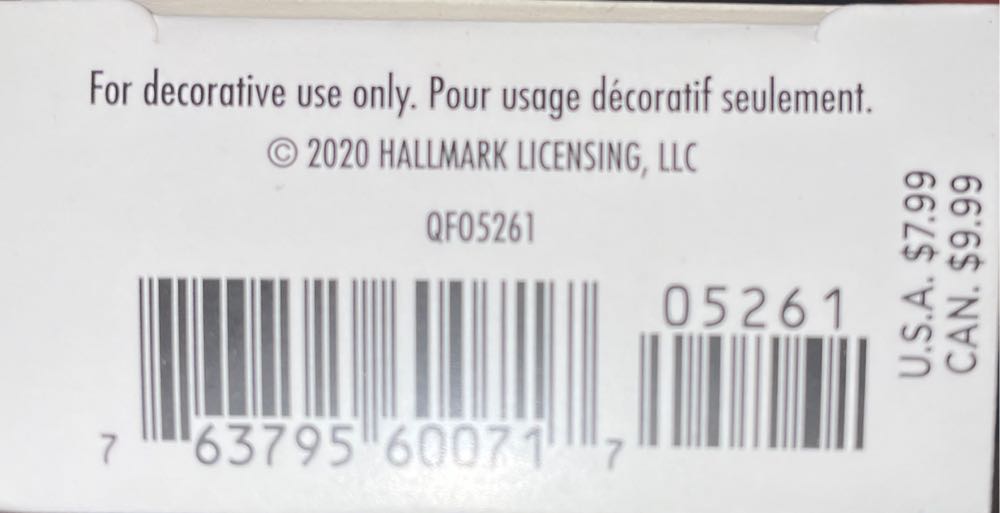 For decorative use only. Pour usage décoratif seulement.
© 2020 HALLMARK LICENSING, LLC
QFO5261
05261
7 63795 60071 7
U.S.A. $7.99
CAN. $9.99